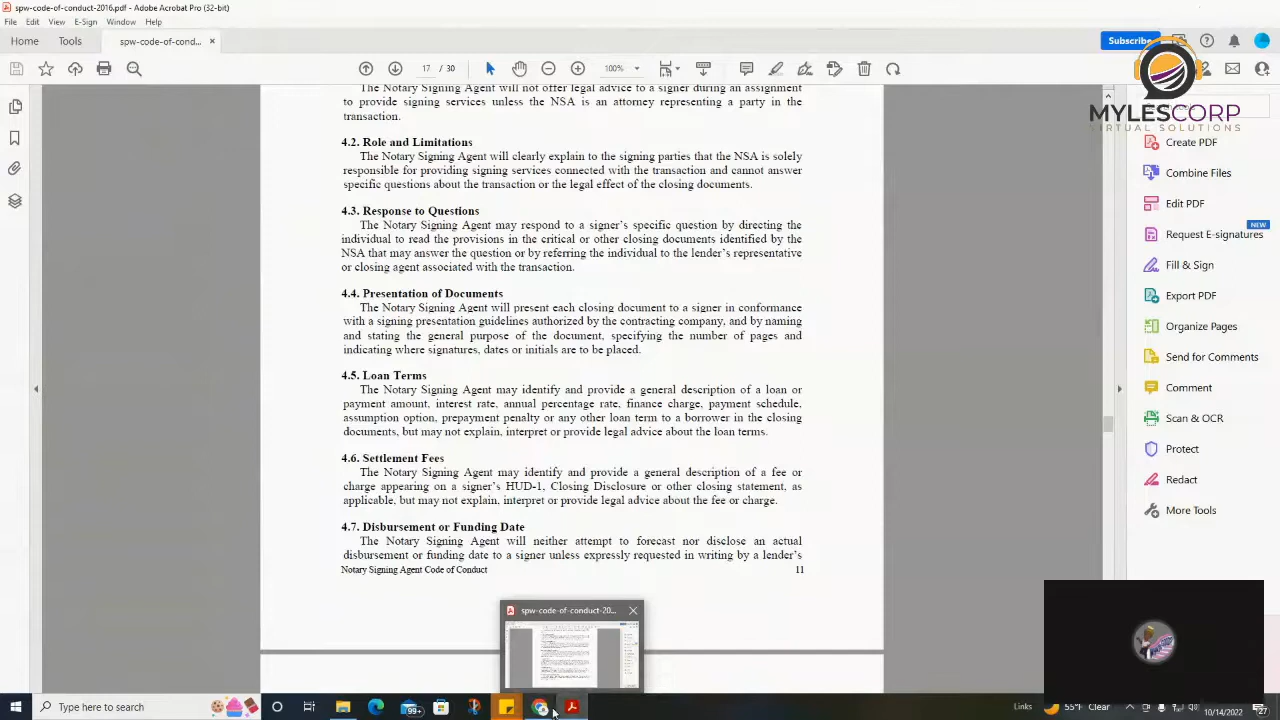 spw-code-of-conduct-2016.pdf - Adobe Acrobat Pro (32-bit)
File Edit View E-Sign Window Help
Home Tools spw-code-of-cond... × Subscribe
17 100%
MYLESCORP
VIRTUAL SOLUTIONS
The Notary Signing Agent will not offer legal advice to a signer during an assignment
to provide signing services unless the NSA is an attorney representing a party in the
transaction.
4.2. Role and Limitations
The Notary Signing Agent will clearly explain to the signing parties that the NSA is solely
responsible for providing signing services connected with the transaction and cannot answer
specific questions about the transaction or the legal effect of the closing documents.
4.3. Response to Questions
The Notary Signing Agent may respond to a signer's specific question by directing the
individual to read the provisions in the critical or other closing documents identified by the
NSA that may answer the question or by referring the individual to the lender's representative
or closing agent associated with the transaction.
4.4. Presentation of Documents
The Notary Signing Agent will present each closing document to a signer in conformance
with a signing presentation guidelines authorized by the contracting company, and by naming
and stating the general purpose of the document, specifying the number of pages and
indicating where signatures, dates or initials are to be placed.
4.5. Loan Terms
The Notary Signing Agent may identify and provide a general description of a loan or
payment amount, interest rate, annual percentage rate, finance charge, payment schedule,
assumption option, prepayment penalty or any other loan term to a borrower in the closing
documents, but may not explain, interpret or provide legal advice about the loan terms.
4.6. Settlement Fees
The Notary Signing Agent may identify and provide a general description of a fee or
charge appearing on a signer's HUD-1, Closing Disclosure or other closing statement, as
applicable, but may not explain, interpret or provide legal advice about the fee or charge.
4.7. Disbursement or Funding Date
The Notary Signing Agent will neither attempt to forecast nor disclose an actual
disbursement or funding date to a signer unless expressly requested in writing by a lender's
Notary Signing Agent Code of Conduct 11
Create PDF
Combine Files
Edit PDF
NEW
Request E-signatures
Fill & Sign
Export PDF
Organize Pages
Send for Comments
Comment
Scan & OCR
Protect
Redact
More Tools
spw-code-of-conduct-20...
Type here to search
99+
Links
55°F Clear
10/14/2022
27